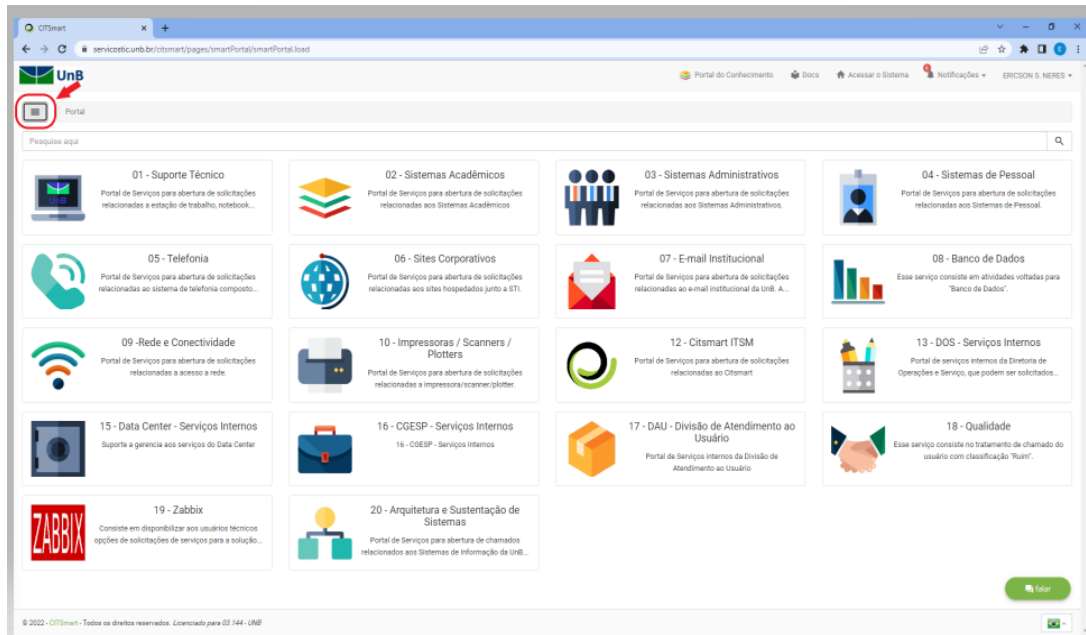 CITSmart
servicostic.unb.br/citsmart/pages/smartPortal/smartPortal.load
UnB
Portal do Conhecimento
Docs
Acessar o Sistema
Notificações
ERICSON S. NERES
Portal
Pesquise aqui
01 - Suporte Técnico
Portal de Serviços para abertura de solicitações
relacionadas a estação de trabalho, notebook...
UnB
02 - Sistemas Acadêmicos
Portal de Serviços para abertura de solicitações
relacionadas aos Sistemas Acadêmicos
03 - Sistemas Administrativos
Portal de Serviços para abertura de solicitações
relacionadas aos Sistemas Administrativos.
04 - Sistemas de Pessoal
Portal de Serviços para abertura de solicitações
relacionadas aos Sistemas de Pessoal.
05 - Telefonia
Portal de Serviços para abertura de solicitações
relacionadas ao sistema de telefonia composto...
06 - Sites Corporativos
Portal de Serviços para abertura de solicitações
relacionadas aos sites hospedados junto a STI.
07 - E-mail Institucional
Portal de Serviços para abertura de solicitações
relacionadas ao e-mail institucional da UnB. A...
08 - Banco de Dados
Esse serviço consiste em atividades voltadas para
"Banco de Dados".
09 -Rede e Conectividade
Portal de Serviços para abertura de solicitações
relacionadas a acesso a rede.
10 - Impressoras / Scanners /
Plotters
Portal de Serviços para abertura de solicitações
relacionadas a impressora/scanner/plotter.
12 - Citsmart ITSM
Portal de Serviços para abertura de solicitações
relacionadas ao Citsmart
13 - DOS - Serviços Internos
Portal de serviços internos da Diretoria de
Operações e Serviço, que podem ser solicitados...
15 - Data Center - Serviços Internos
Suporte a gerencia aos serviços do Data Center
16 - CGESP - Serviços Internos
16 - CGESP - Serviços Internos
17 - DAU - Divisão de Atendimento ao
Usuário
Portal de Serviços internos da Divisão de
Atendimento ao Usuário
18 - Qualidade
Esse serviço consiste no tratamento de chamado do
usuário com classificação "Ruim".
ZABBIX
19 - Zabbix
Consiste em disponibilizar aos usuários técnicos
opções de solicitações de serviços para a solução...
20 - Arquitetura e Sustentação de
Sistemas
Portal de Serviços para abertura de chamados
relacionados aos Sistemas de Informação da UnB...
falar
© 2022 - CITSmart - Todos os direitos reservados. Licenciado para 03.144 - UNB